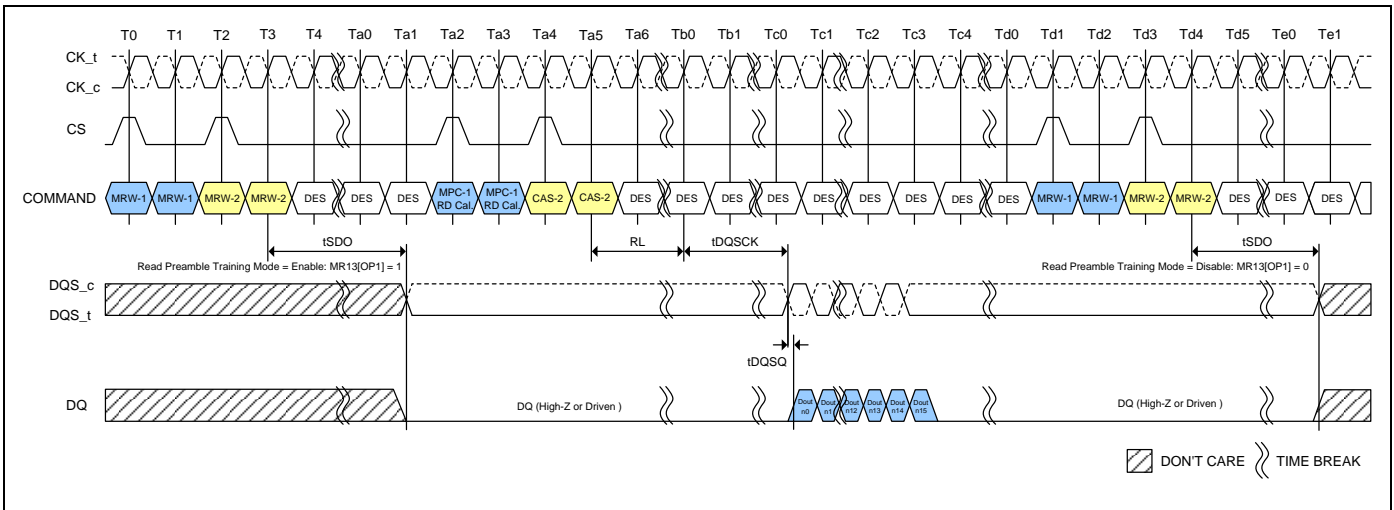 T0 T1 T2 T3 T4 Ta0 Ta1 Ta2 Ta3 Ta4 Ta5 Ta6 Tb0 Tb1 Tc0 Tc1 Tc2 Tc3 Tc4 Td0 Td1 Td2 Td3 Td4 Td5 Te0 Te1
CK_t
CK_c
CS
COMMAND MRW-1 MRW-1 MRW-2 MRW-2 DES DES DES MPC-1 RD Cal. MPC-1 RD Cal. CAS-2 CAS-2 DES DES DES DES DES DES DES DES DES MRW-1 MRW-1 MRW-2 MRW-2 DES DES DES
tSDO RL tDQSCK tSDO
Read Preamble Training Mode = Enable: MR13[OP1] = 1 Read Preamble Training Mode = Disable: MR13[OP1] = 0
DQS_c
DQS_t
tDQSQ
DQ DQ (High-Z or Driven ) Dout n0 Dout n1 Dout n12 Dout n13 Dout n14 Dout n15 DQ (High-Z or Driven )
DON'T CARE TIME BREAK